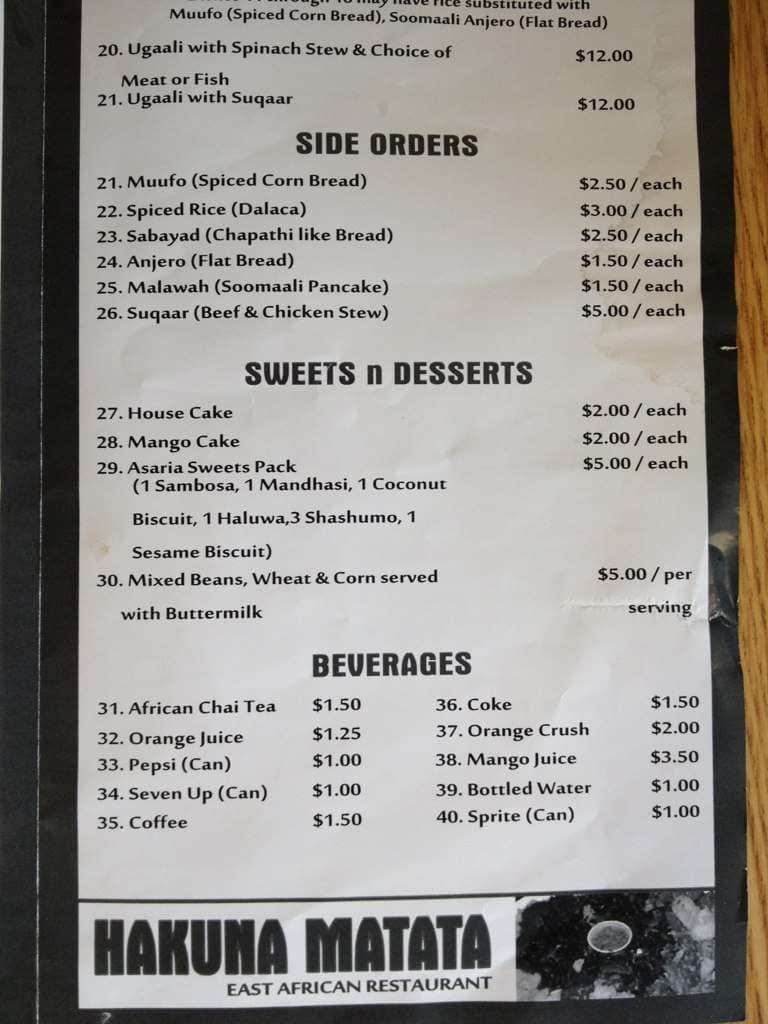 may have rice substituted with
Muufo (Spiced Corn Bread), Soomaali Anjero (Flat Bread)
20. Ugaali with Spinach Stew & Choice of $12.00
Meat or Fish
21. Ugaali with Suqaar $12.00
SIDE ORDERS
21. Muufo (Spiced Corn Bread) $2.50 / each
22. Spiced Rice (Dalaca) $3.00 / each
23. Sabayad (Chapathi like Bread) $2.50 / each
24. Anjero (Flat Bread) $1.50 / each
25. Malawah (Soomaali Pancake) $1.50 / each
26. Suqaar (Beef & Chicken Stew) $5.00 / each
SWEETS n DESSERTS
27. House Cake $2.00 / each
28. Mango Cake $2.00 / each
29. Asaria Sweets Pack $5.00 / each
(1 Sambosa, 1 Mandhasi, 1 Coconut
Biscuit, 1 Haluwa,3 Shashumo, 1
Sesame Biscuit)
30. Mixed Beans, Wheat & Corn served $5.00 / per
with Buttermilk serving
BEVERAGES
31. African Chai Tea $1.50 36. Coke $1.50
32. Orange Juice $1.25 37. Orange Crush $2.00
33. Pepsi (Can) $1.00 38. Mango Juice $3.50
34. Seven Up (Can) $1.00 39. Bottled Water $1.00
35. Coffee $1.50 40. Sprite (Can) $1.00
HAKUNA MATATA
EAST AFRICAN RESTAURANT